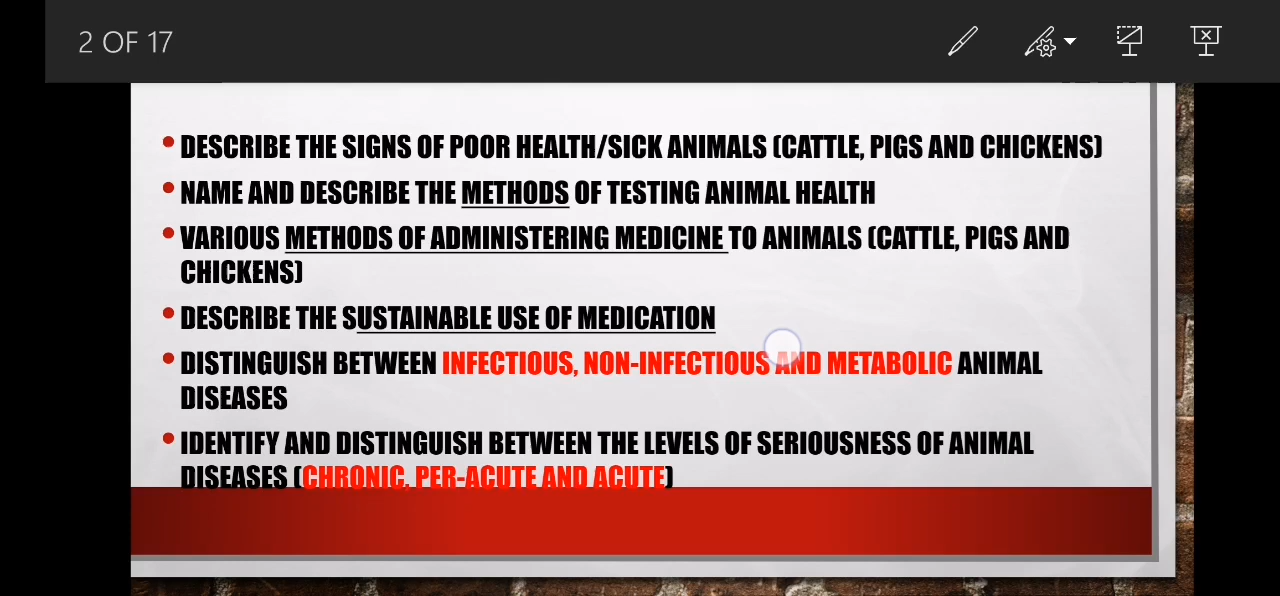 2 OF 17
• DESCRIBE THE SIGNS OF POOR HEALTH/SICK ANIMALS (CATTLE, PIGS AND CHICKENS)
• NAME AND DESCRIBE THE METHODS OF TESTING ANIMAL HEALTH
• VARIOUS METHODS OF ADMINISTERING MEDICINE TO ANIMALS (CATTLE, PIGS AND
CHICKENS)
• DESCRIBE THE SUSTAINABLE USE OF MEDICATION
• DISTINGUISH BETWEEN INFECTIOUS, NON-INFECTIOUS AND METABOLIC ANIMAL
DISEASES
• IDENTIFY AND DISTINGUISH BETWEEN THE LEVELS OF SERIOUSNESS OF ANIMAL
DISEASES (CHRONIC, PER-ACUTE AND ACUTE)